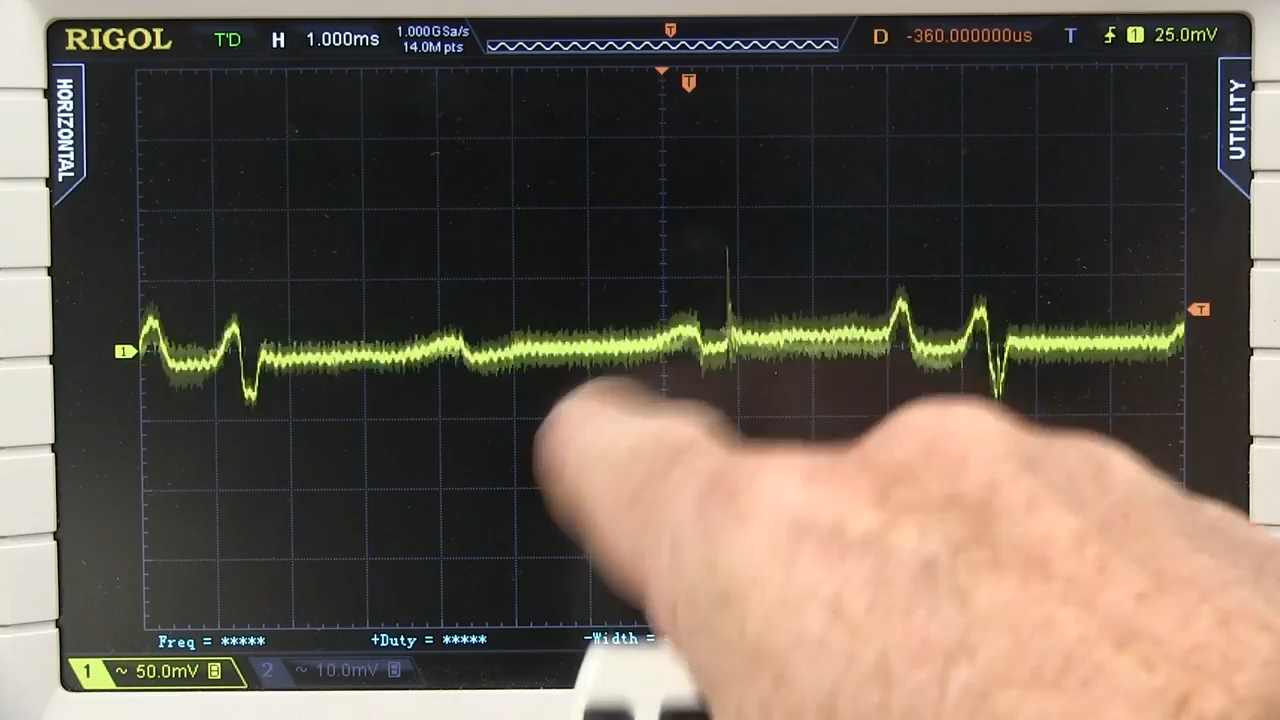 RIGOL T'D H 1.000ms 1.000GSa/s 14.0M pts T D -360.000000us T 1 25.0mV
HORIZONTAL
UTILITY
T
T
1
Freq = ***** +Duty = ***** -Width =
1 ~ 50.0mV B 2 ~ 10.0mV B